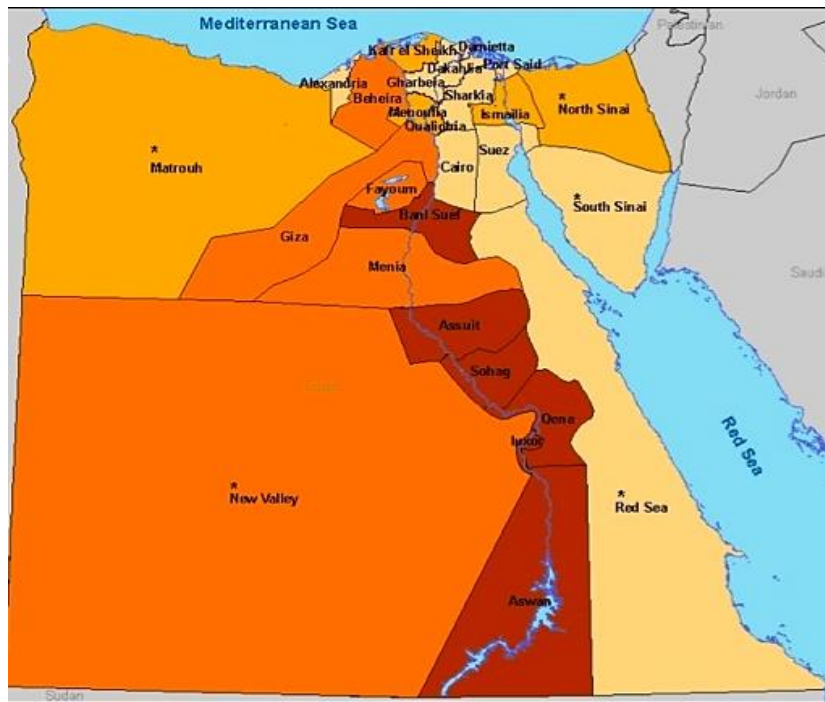 Mediterranean Sea
Palestinian
Kafr el Sheikh
Damietta
Port Said
Dakahlia
Alexandria
Gharbeia
Beheira
Sharkia
Jordan
Menoufia
Ismailia
* North Sinai
Qualiobia
* Matrouh
Cairo
Suez
Fayoum
* South Sinai
Bani Suef
Giza
Menia
Saudi
Assuit
Sohag
Qena
luxor
Red Sea
* New Valley
* Red Sea
Aswan
Sudan